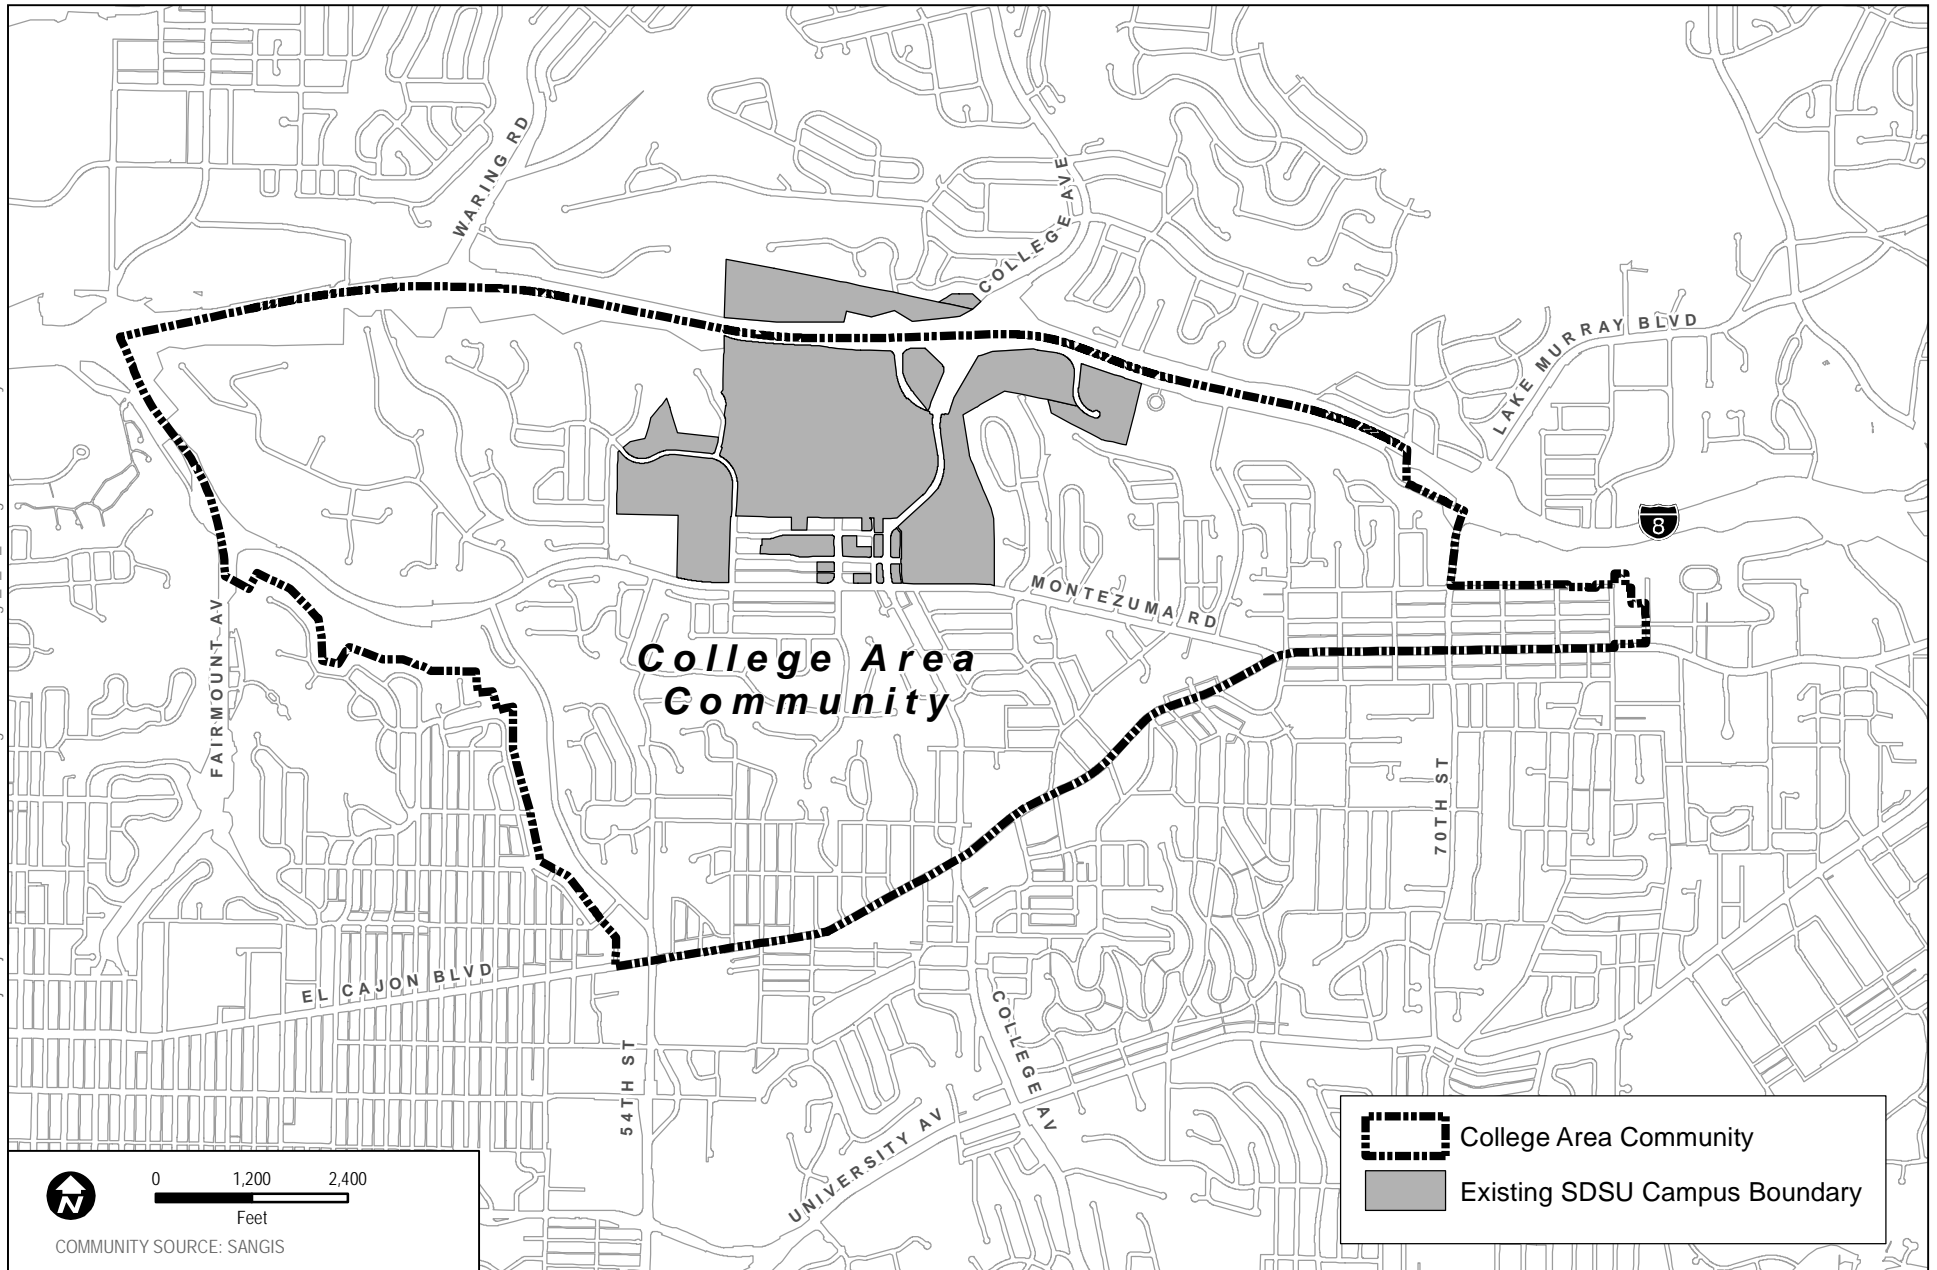 WARING RD
COLLEGE AVE
LAKE MURRAY BLVD
8
MONTEZUMA RD
FAIRMOUNT AV
College Area
Community
70TH ST
EL CAJON BLVD
COLLEGE AV
54TH ST
UNIVERSITY AV
College Area Community
Existing SDSU Campus Boundary
N
0 1,200 2,400
Feet
COMMUNITY SOURCE: SANGIS